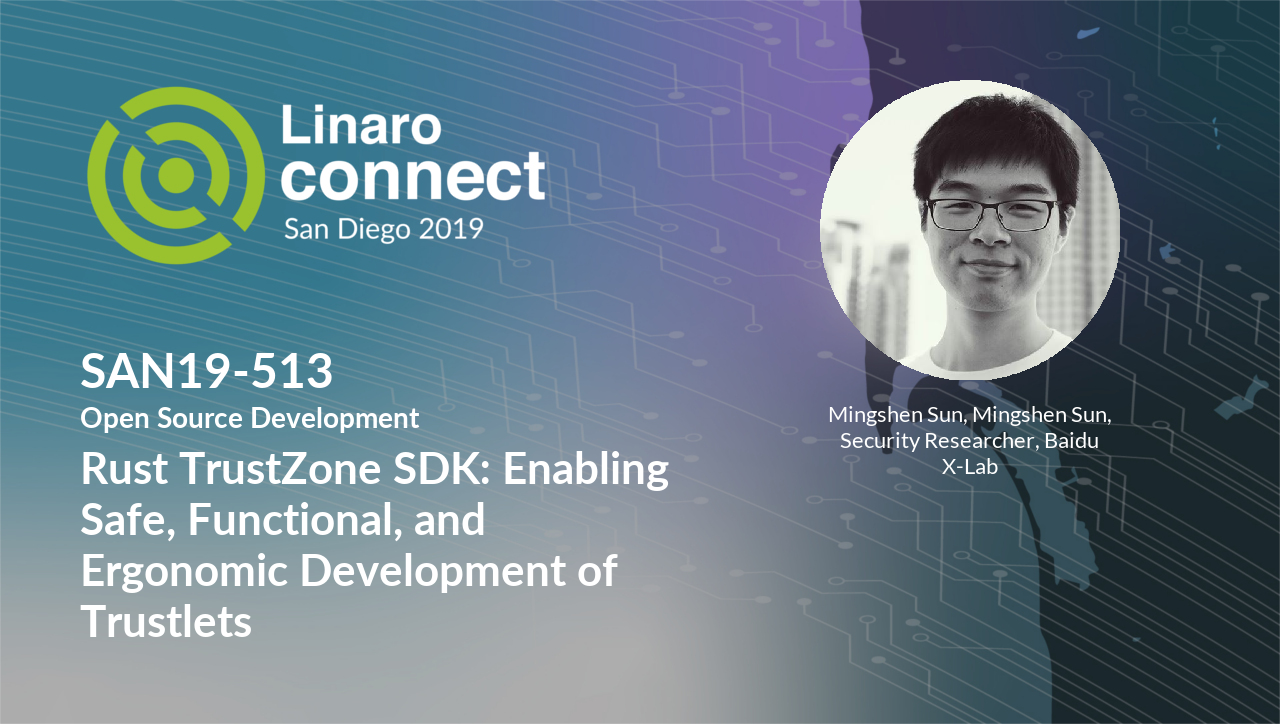 Linaro
connect
San Diego 2019
SAN19-513
Open Source Development
Rust TrustZone SDK: Enabling
Safe, Functional, and
Ergonomic Development of
Trustlets
Mingshen Sun, Mingshen Sun,
Security Researcher, Baidu
X-Lab